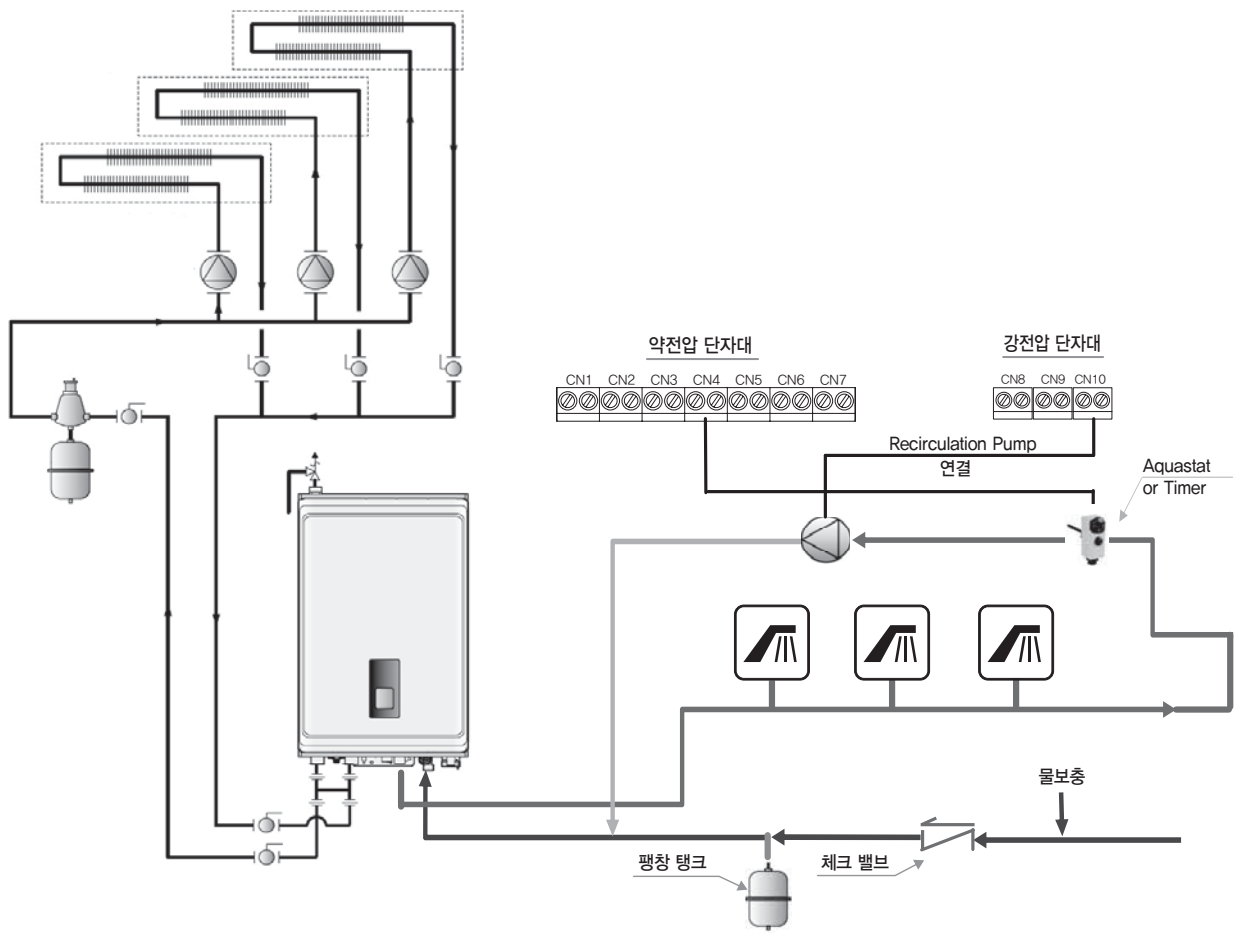 약전압 단자대
강전압 단자대
CN1 CN2 CN3 CN4 CN5 CN6 CN7
CN8 CN9 CN10
Recirculation Pump
연결
Aquastat
or Timer
물보충
팽창 탱크
체크 밸브